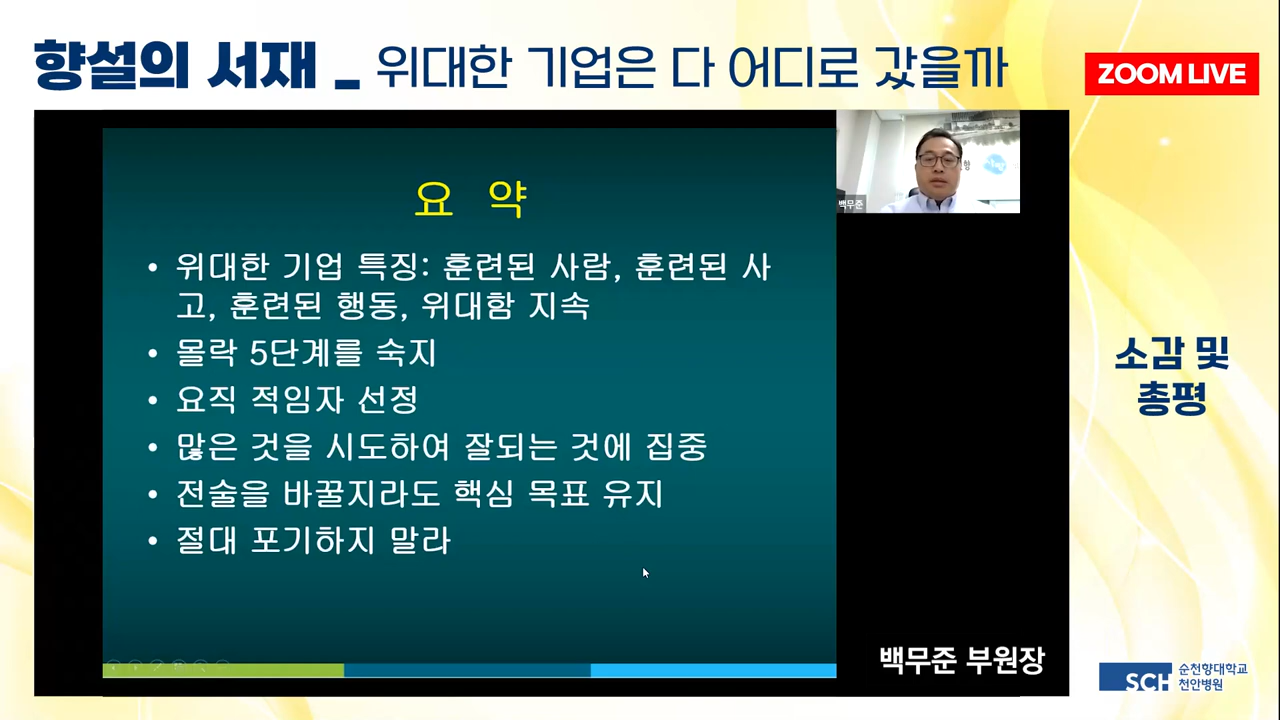 향설의 서재 _ 위대한 기업은 다 어디로 갔을까
ZOOM LIVE
백무준
요 약
• 위대한 기업 특징: 훈련된 사람, 훈련된 사
고, 훈련된 행동, 위대함 지속
• 몰락 5단계를 숙지
• 요직 적임자 선정
• 많은 것을 시도하여 잘되는 것에 집중
• 전술을 바꿀지라도 핵심 목표 유지
• 절대 포기하지 말라
소감 및
총평
백무준 부원장
SCH
순천향대학교
천안병원